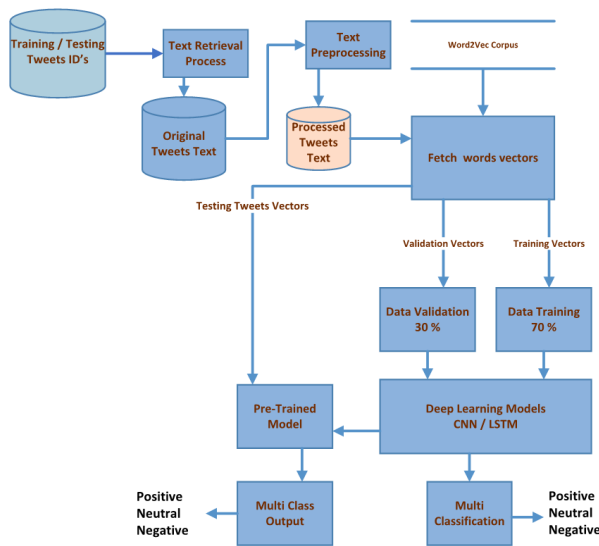 Training / Testing
Tweets ID's
Text Retrieval
Process
Text
Preprocessing
Word2Vec Corpus
Original
Tweets Text
Processed
Tweets
Text
Fetch words vectors
Testing Tweets Vectors
Validation Vectors
Training Vectors
Data Validation
30 %
Data Training
70 %
Pre-Trained
Model
Deep Learning Models
CNN / LSTM
Positive
Neutral
Negative
Multi Class
Output
Multi
Classification
Positive
Neutral
Negative